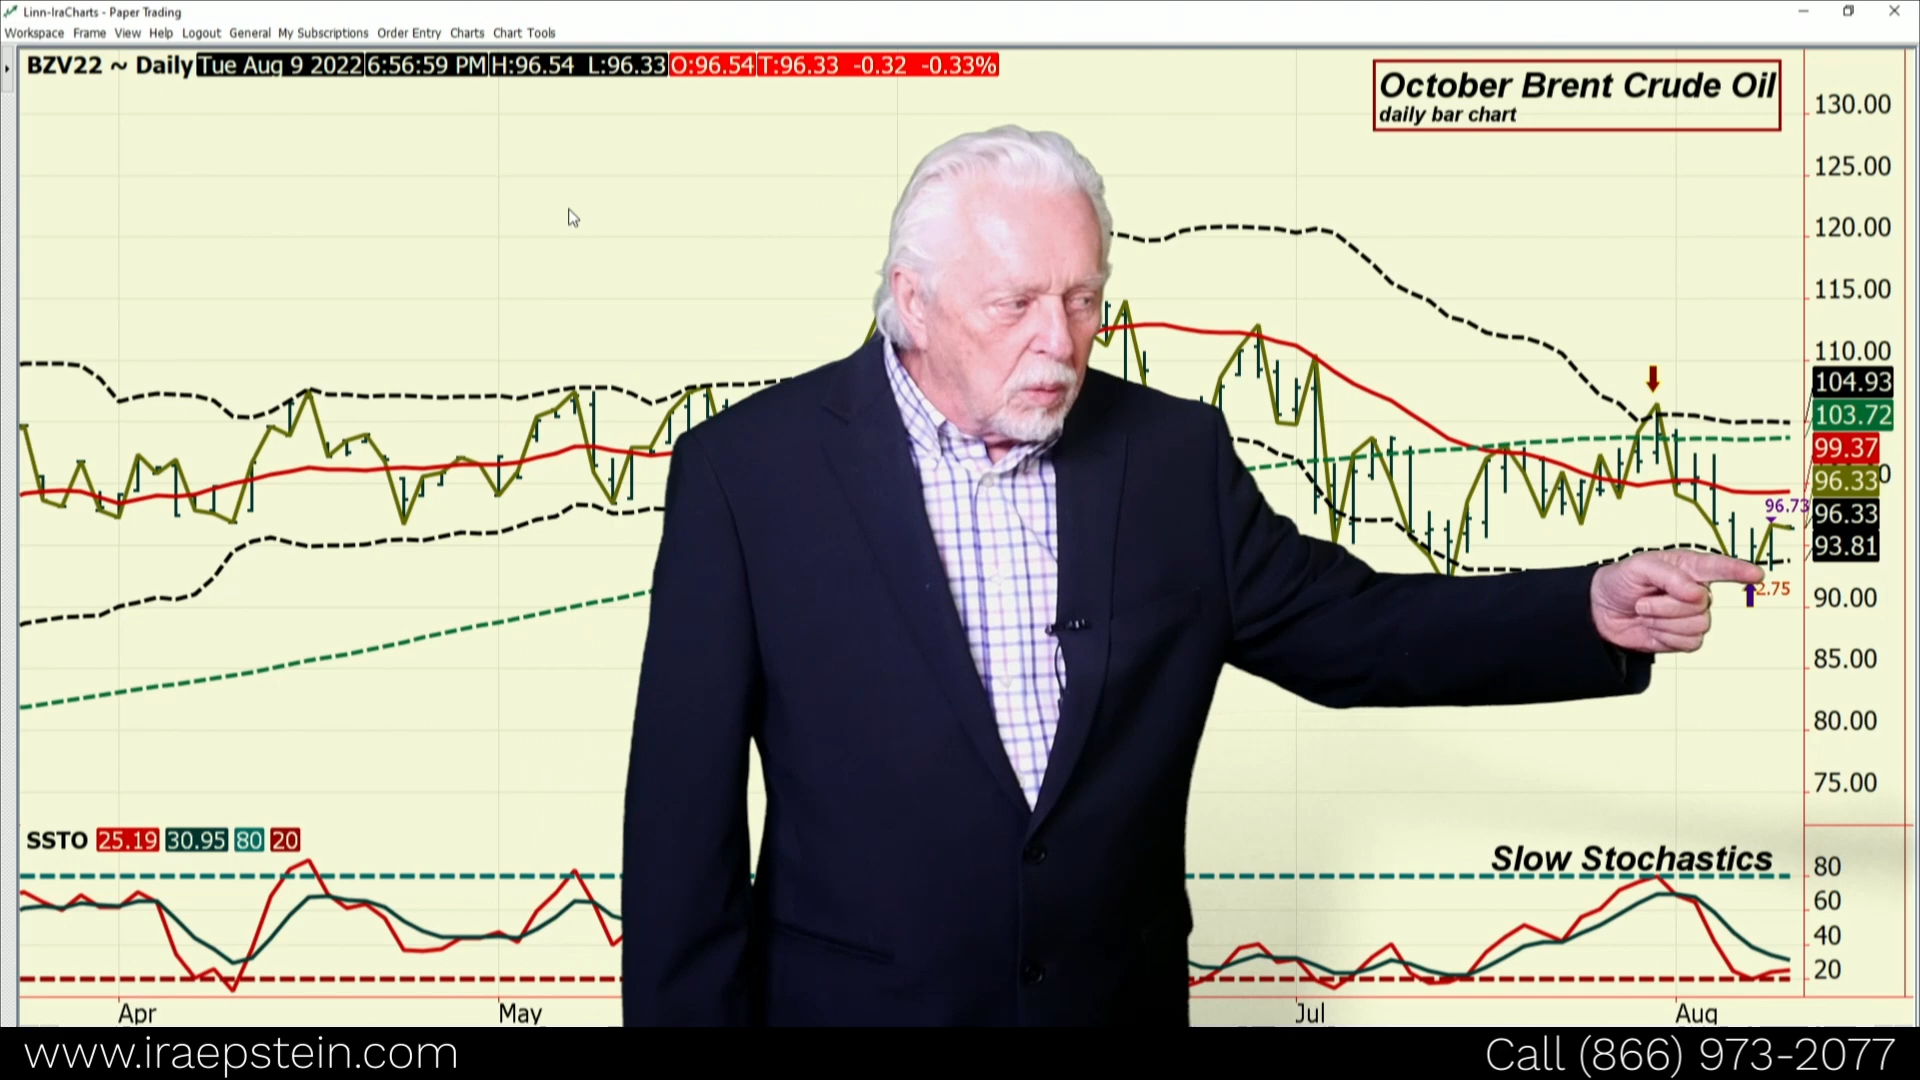 Linn-IraCharts - Paper Trading
Workspace Frame View Help Logout General My Subscriptions Order Entry Charts Chart Tools
BZV22 ~ Daily Tue Aug 9 2022 6:56:59 PM H:96.54 L:96.33 O:96.54 T:96.33 -0.32 -0.33%
October Brent Crude Oil
daily bar chart
130.00
125.00
120.00
115.00
110.00
104.93
103.72
99.37
96.33
96.73
96.33
93.81
2.75
90.00
85.00
80.00
75.00
SSTO 25.19 30.95 80 20
Slow Stochastics
80
60
40
20
Apr May Jul Aug
www.iraepstein.com Call (866) 973-2077